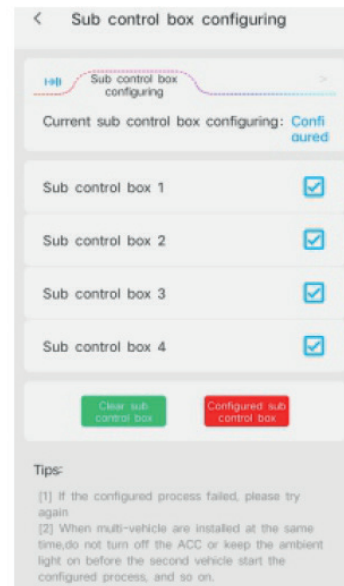 Sub control box configuring
Sub control box
configuring
Current sub control box configuring: Confi
gured
Sub control box 1
Sub control box 2
Sub control box 3
Sub control box 4
Clear sub
control box
Configured sub
control box
Tips:
[1] If the configured process failed, please try
again
[2] When multi-vehicle are installed at the same
time,do not turn off the ACC or keep the ambient
light on before the second vehicle start the
configured process, and so on.